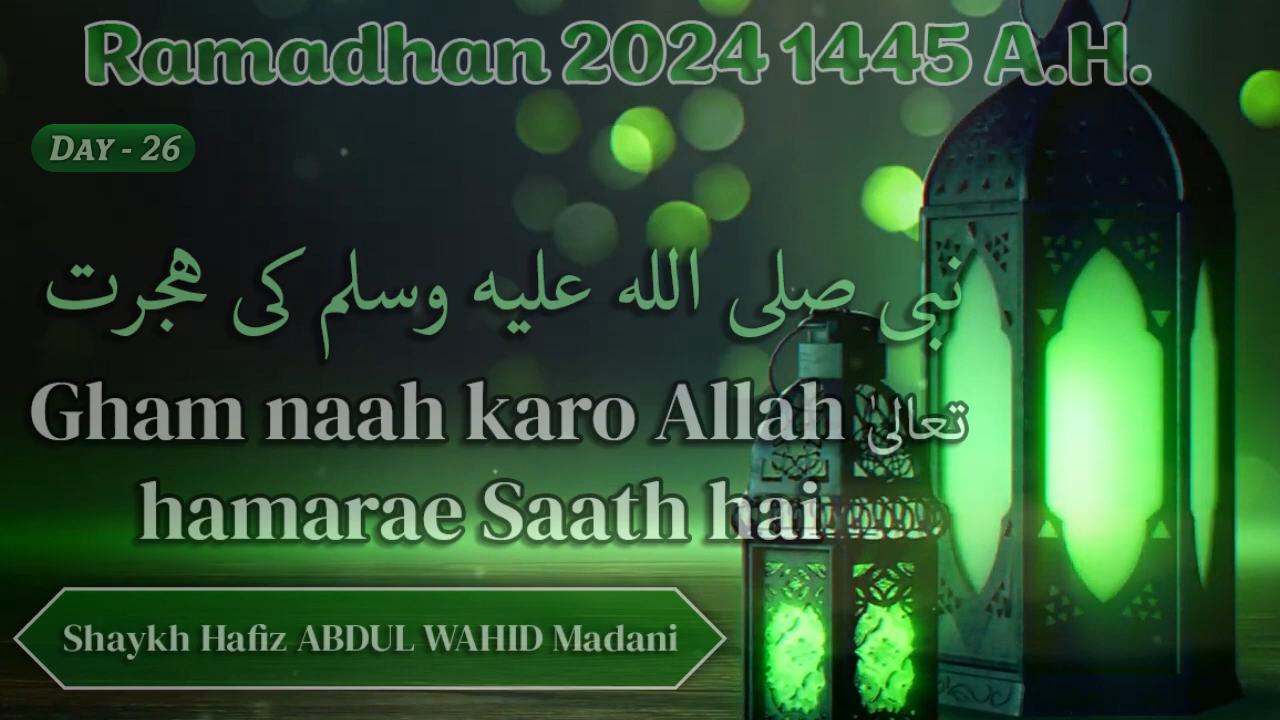 Ramadhan 2024 1445 A.H.
DAY - 26
نبی صلی اللہ علیہ وسلم کی ہجرت
Gham naah karo Allah تعالیٰ
hamarae Saath hai
Shaykh Hafiz ABDUL WAHID Madani